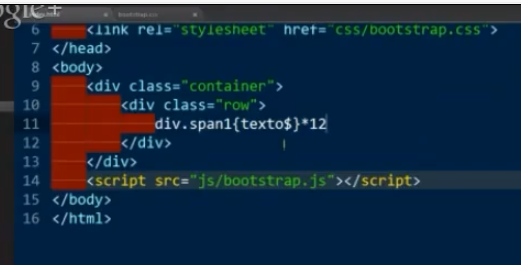 bootstrap.css
6 <link rel="stylesheet" href="css/bootstrap.css">
7 </head>
8 <body>
9 <div class="container">
10 <div class="row">
11 div.span1{texto$}*12
12 </div>
13 </div>
14 <script src="js/bootstrap.js"></script>
15 </body>
16 </html>